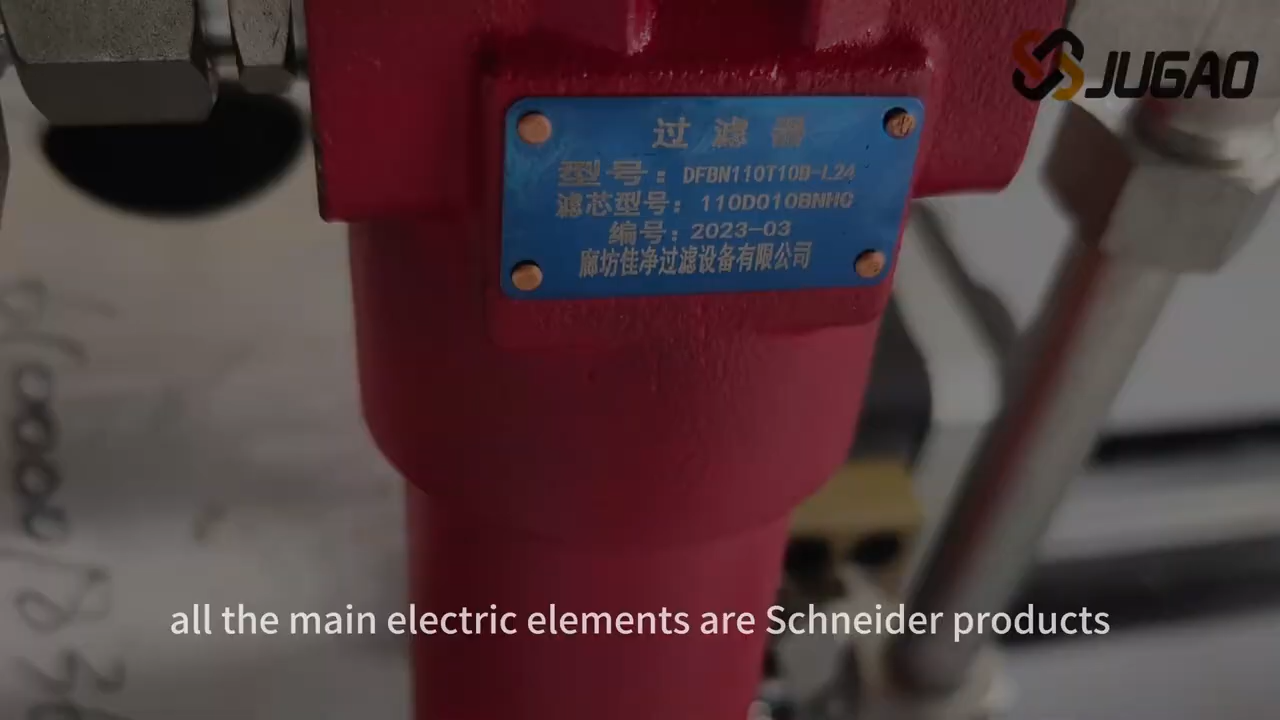 JUGAO
过滤器
型号：DFBN110T10B-L24
滤芯型号：110D010BNHC
编号：2023-03
廊坊佳净过滤设备有限公司
all the main electric elements are Schneider products